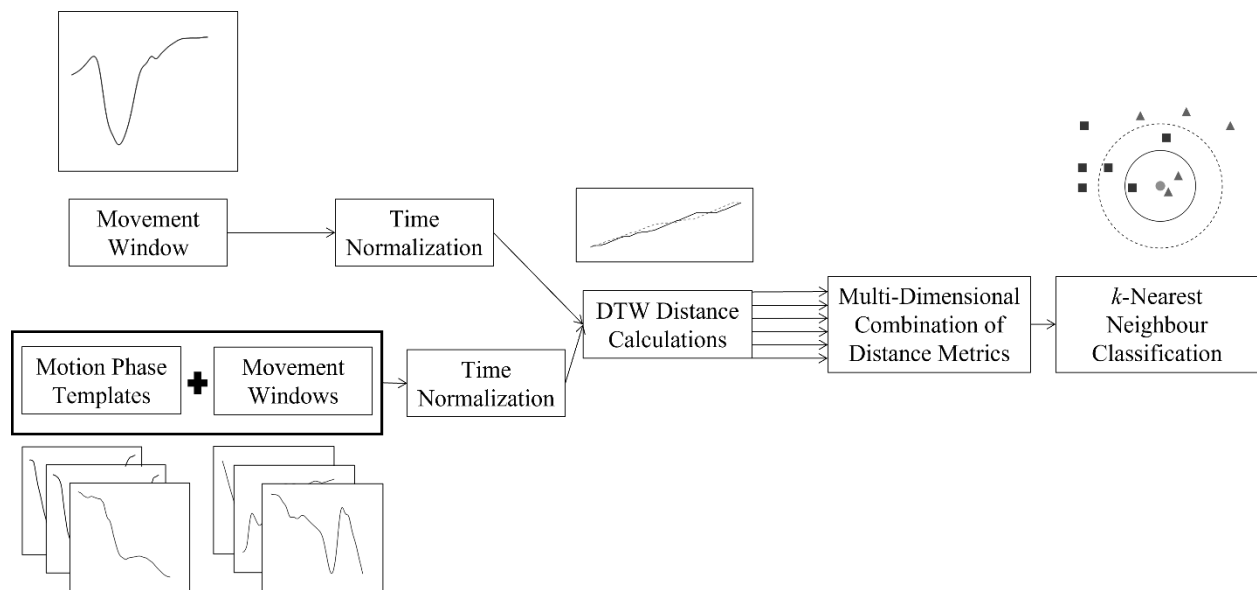 Movement
Window
Time
Normalization
Motion Phase
Templates
Movement
Windows
Time
Normalization
DTW Distance
Calculations
Multi-Dimensional
Combination of
Distance Metrics
k-Nearest
Neighbour
Classification